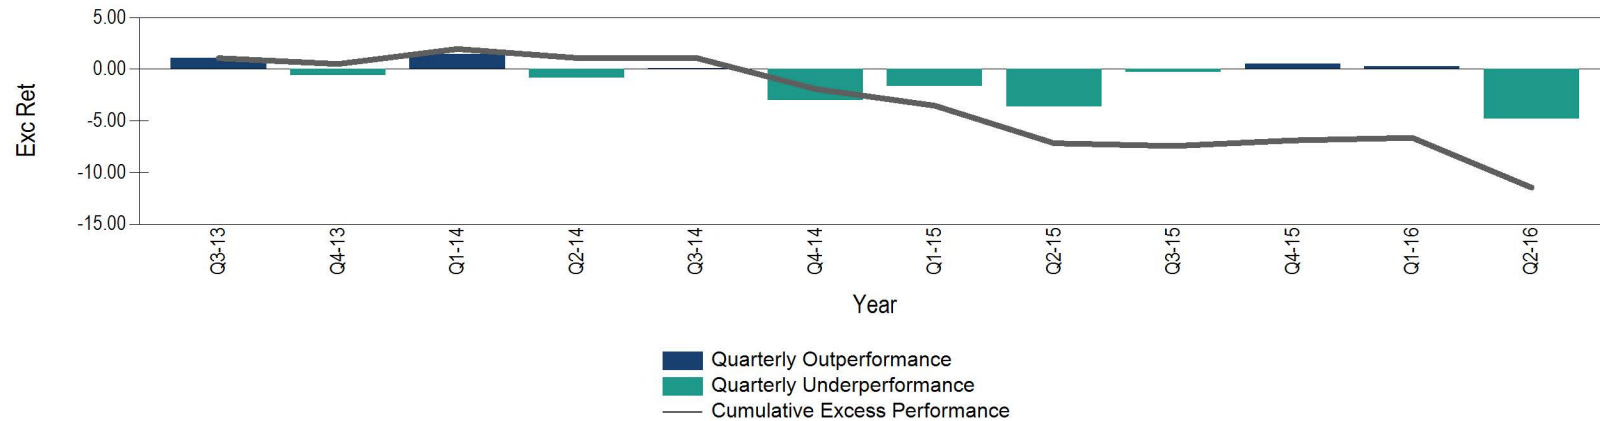 5.00
0.00
-5.00
-10.00
-15.00
Exc Ret
Q3-13
Q4-13
Q1-14
Q2-14
Q3-14
Q4-14
Q1-15
Q2-15
Q3-15
Q4-15
Q1-16
Q2-16
Year
Quarterly Outperformance
Quarterly Underperformance
Cumulative Excess Performance